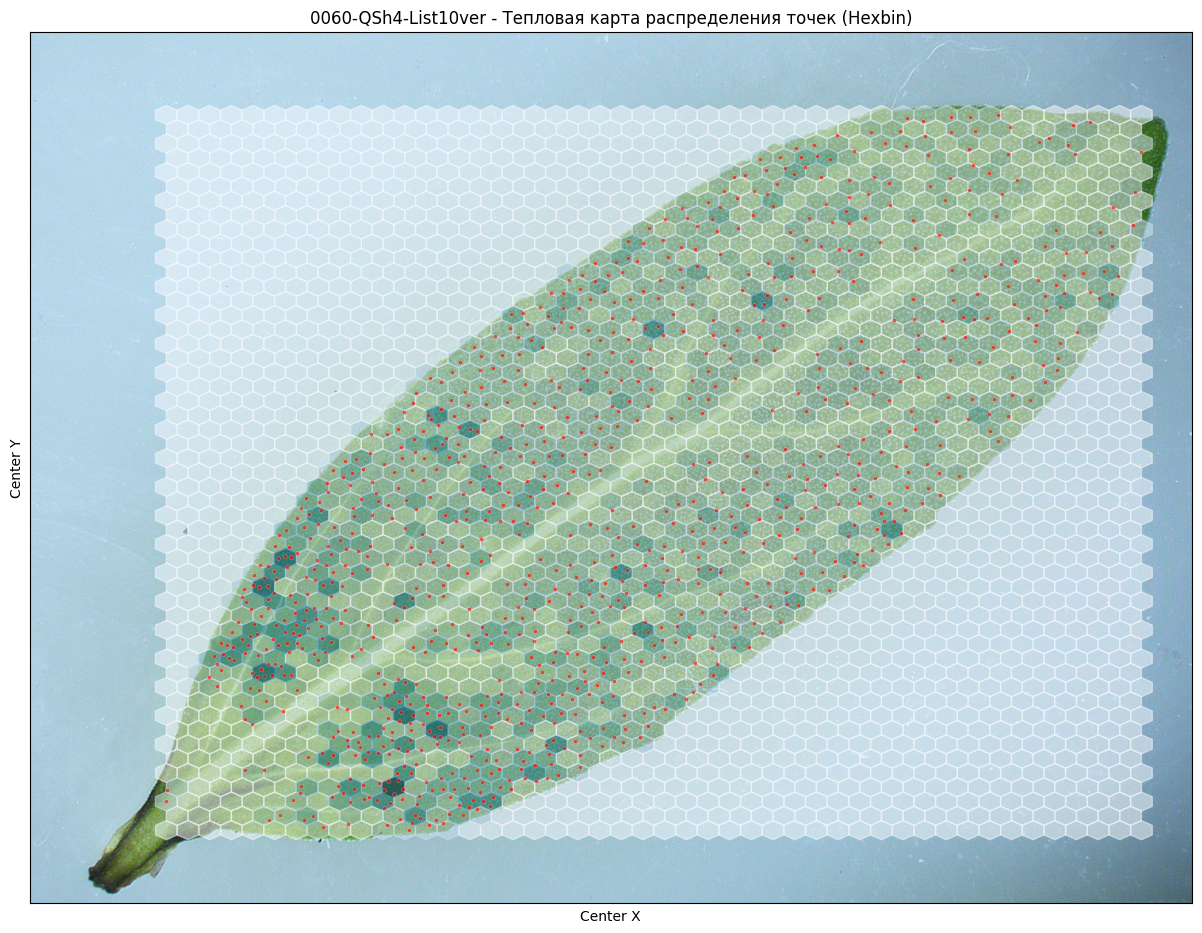 0060-QSh4-List10ver - Тепловая карта распределения точек (Hexbin)
Center Y
Center X